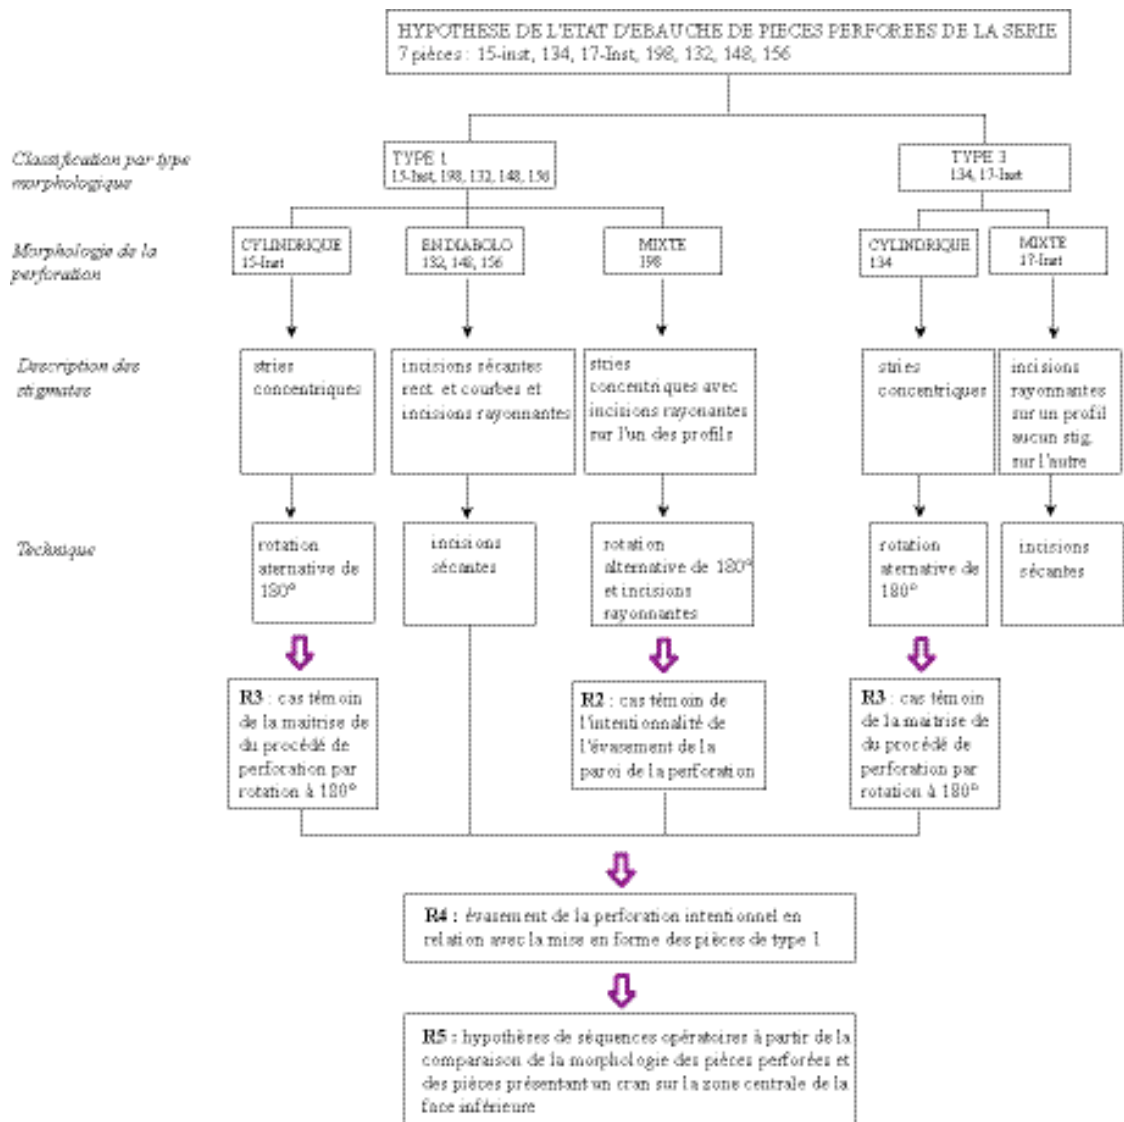 HYPOTHESE DE L'ETAT D'EBAUCHE DE PIECES PERFOREES DE LA SERIE
7 pièces : 15-inst, 134, 17-Inst, 198, 132, 148, 156
Classification par type
morphologique
TYPE 1
15-Inst, 198, 132, 148, 156
TYPE 3
134, 17-Inst
Morphologie de la
perforation
CYLINDRIQUE
15-Inst
EN DIABOLO
132, 148, 156
MIXTE
198
CYLINDRIQUE
134
MIXTE
17-Inst
Description des
stigmates
stries
concentriques
incisions sécantes
rect. et courbes et
incisions rayonnantes
stries
concentriques avec
incisions rayonantes
sur l'un des profils
stries
concentriques
incisions
rayonnantes
sur un profil
aucun stig.
sur l'autre
Technique
rotation
aternative de
180°
incisions
sécantes
rotation
alternative de 180°
et incisions
rayonnantes
rotation
aternative de
180°
incisions
sécantes
R3 : cas témoin
de la maitrise de
du procédé de
perforation par
rotation à 180°
R2 : cas témoin de
l'intentionnalité de
l'évasement de la
paroi de la perforation
R3 : cas témoin
de la maitrise de
du procédé de
perforation par
rotation à 180°
R4 : évasement de la perforation intentionnel en
relation avec la mise en forme des pièces de type 1
R5 : hypothèses de séquences opératoires à partir de la
comparaison de la morphologie des pièces perforées et
des pièces présentant un cran sur la zone centrale de la
face inférieure